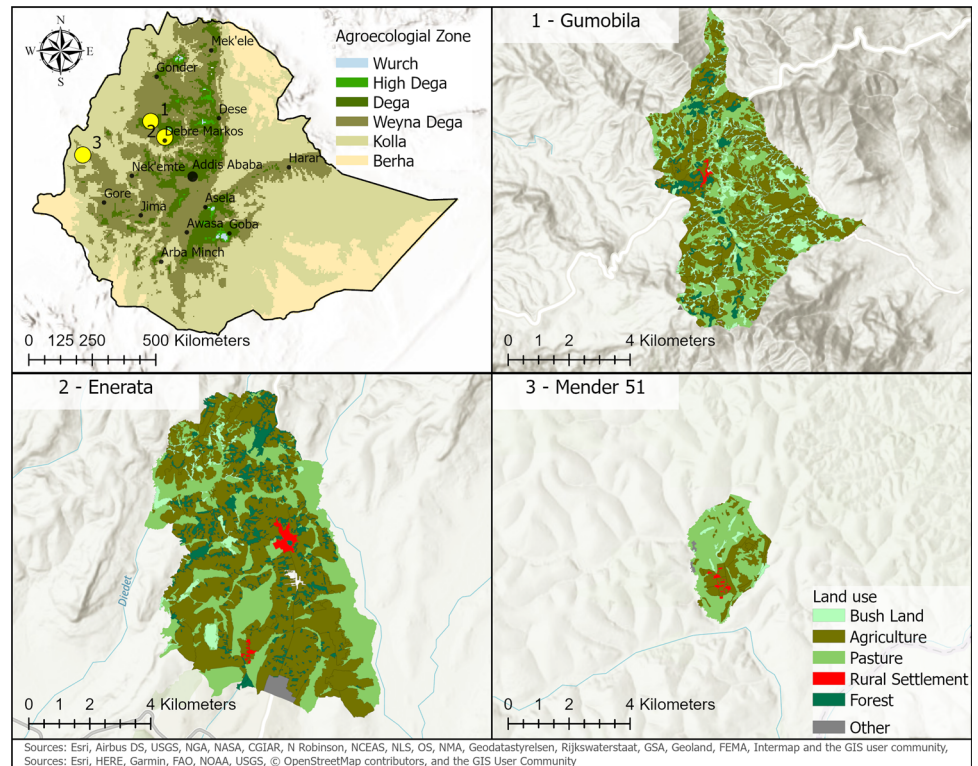 N
W E
S
Agroecologial Zone
Wurch
High Dega
Dega
Weyna Dega
Kolla
Berha
Mek'ele
Gonder
Dese
1
2
Debre Markos
3
Nek'emte
Addis Ababa
Harar
Gore
Jima
Asela
Awasa
Goba
Arba Minch
0 125 250 500 Kilometers
1 - Gumobila
0 1 2 4 Kilometers
2 - Enerata
Diedet
0 1 2 4 Kilometers
3 - Mender 51
0 1 2 4 Kilometers
Land use
Bush Land
Agriculture
Pasture
Rural Settlement
Forest
Other
Sources: Esri, Airbus DS, USGS, NGA, NASA, CGIAR, N Robinson, NCEAS, NLS, OS, NMA, Geodatastyrelsen, Rijkswaterstaat, GSA, Geoland, FEMA, Intermap and the GIS user community,
Sources: Esri, HERE, Garmin, FAO, NOAA, USGS, © OpenStreetMap contributors, and the GIS User Community